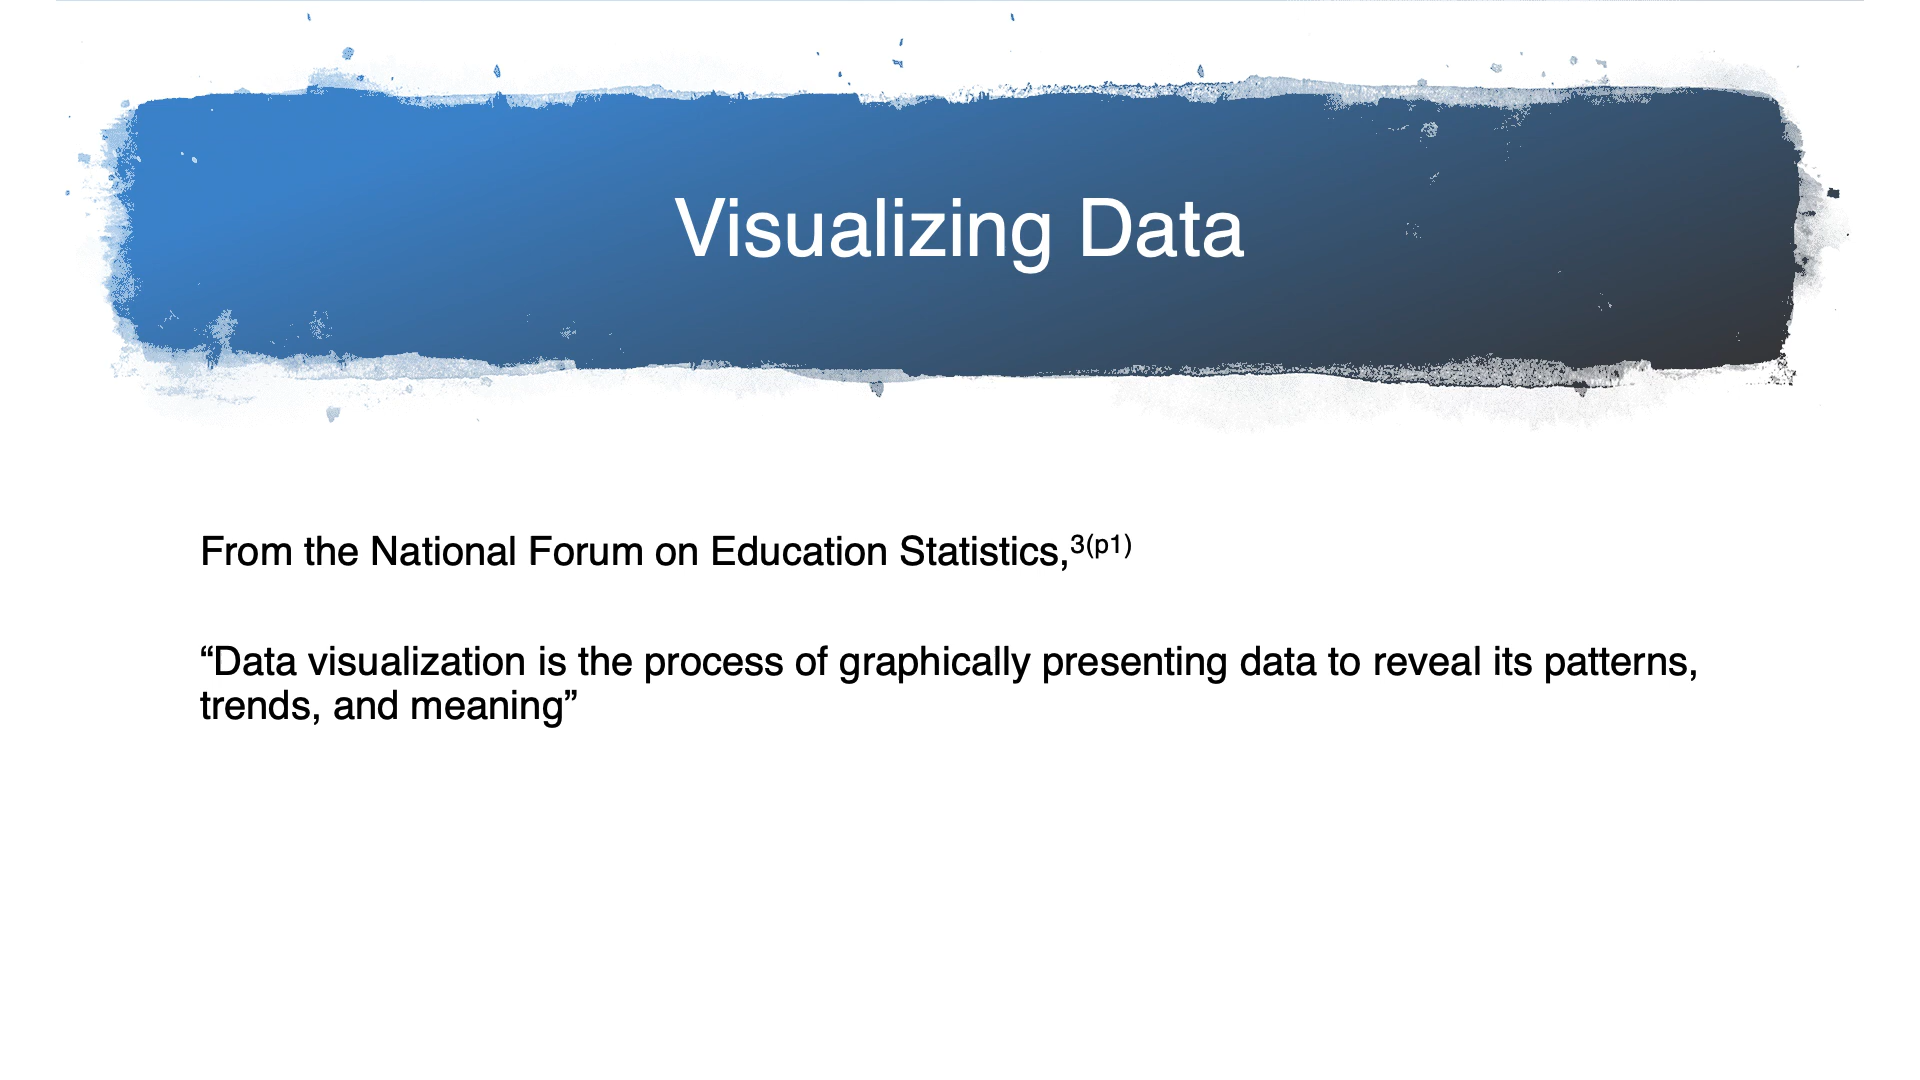 Visualizing Data
From the National Forum on Education Statistics,3(p1)
“Data visualization is the process of graphically presenting data to reveal its patterns,
trends, and meaning”